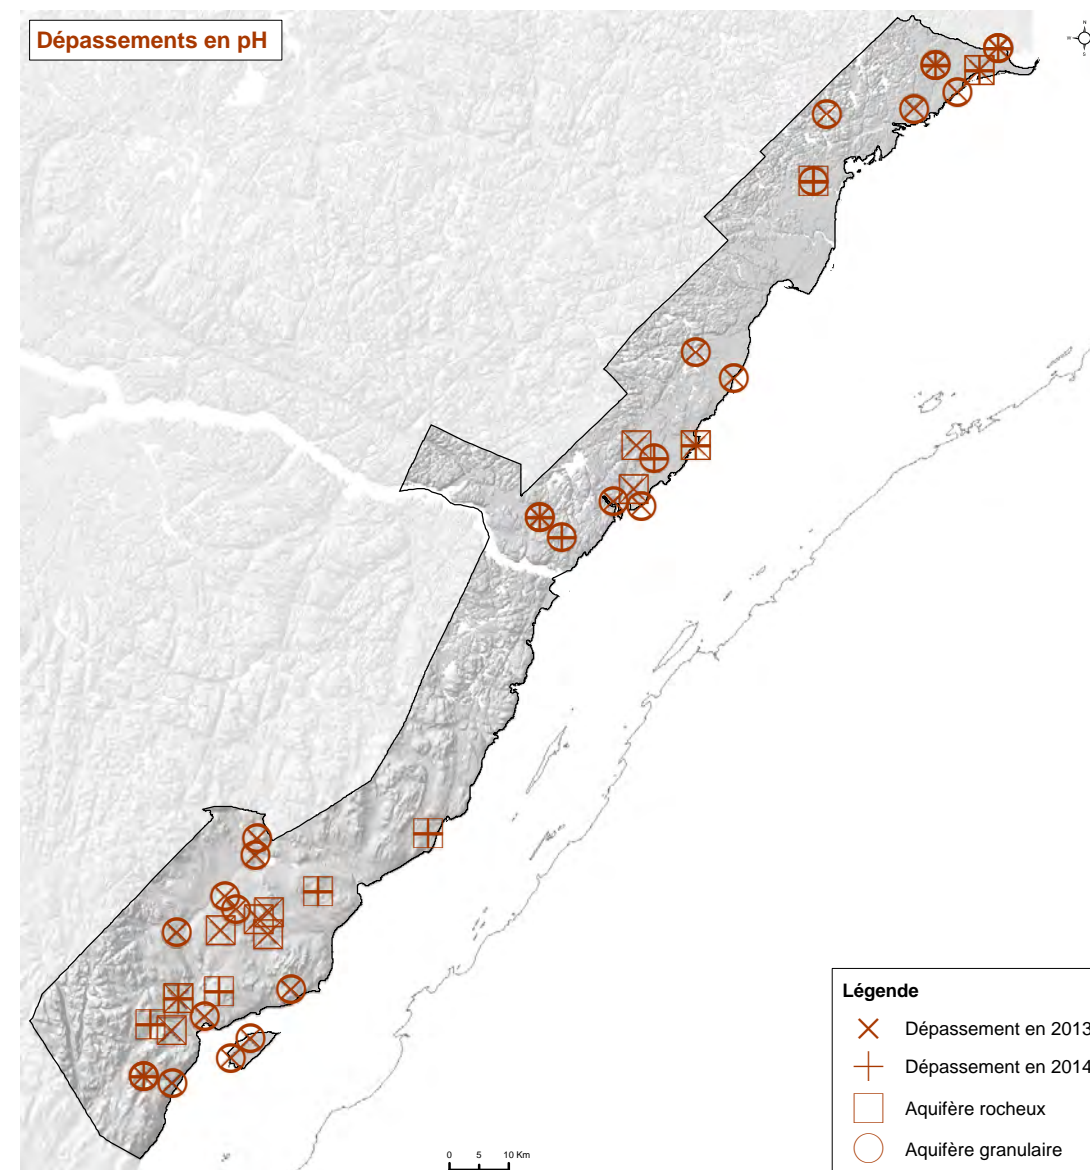 Dépassements en pH
N
S
Légende
Dépassement en 2013
Dépassement en 2014
Aquifère rocheux
Aquifère granulaire
0 5 10 Km